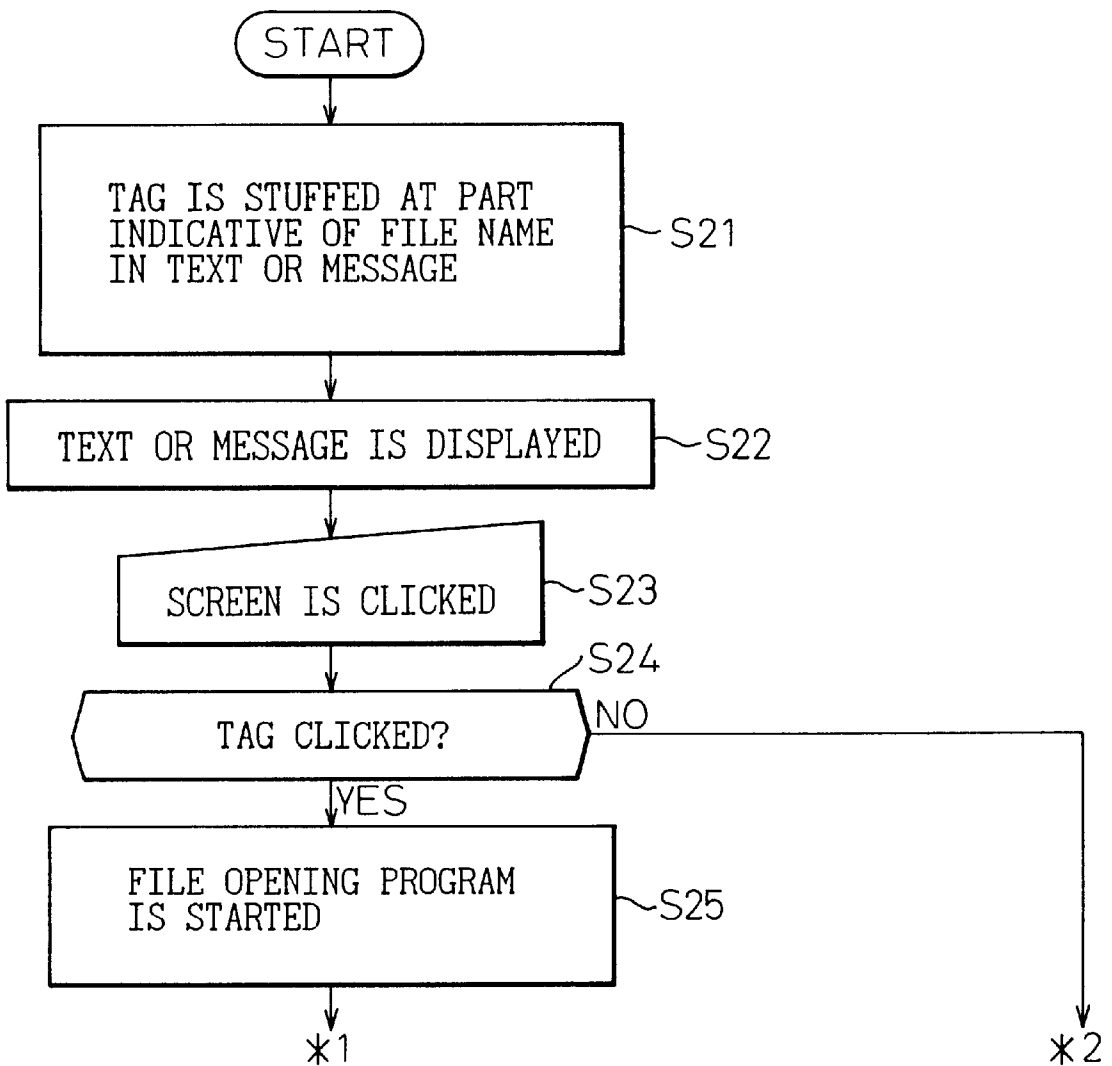 START
TAG IS STUFFED AT PART
INDICATIVE OF FILE NAME
IN TEXT OR MESSAGE
S21
TEXT OR MESSAGE IS DISPLAYED
S22
SCREEN IS CLICKED
S23
S24
TAG CLICKED?
NO
YES
FILE OPENING PROGRAM
IS STARTED
S25
*1
*2